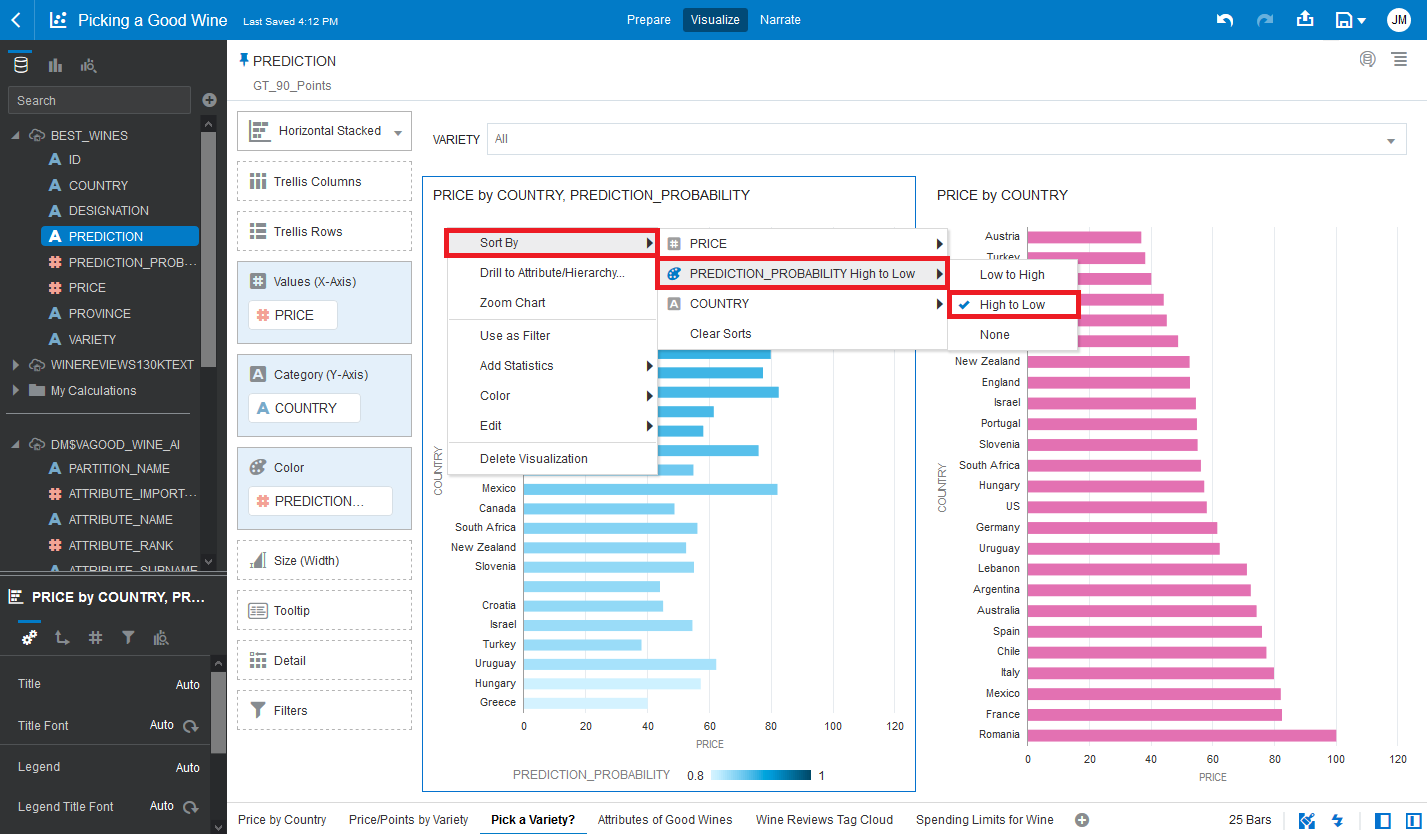 Picking a Good Wine Last Saved 4:12 PM Prepare Visualize Narrate JM
Search
BEST_WINES
A ID
A COUNTRY
A DESIGNATION
A PREDICTION
# PREDICTION_PROB...
# PRICE
A PROVINCE
A VARIETY
WINEREVIEWS130KTEXT
My Calculations
DM$VAGOOD_WINE_AI
A PARTITION_NAME
# ATTRIBUTE_IMPORT...
A ATTRIBUTE_NAME
# ATTRIBUTE_RANK
A ATTRIBUTE_SUBNAME
PRICE by COUNTRY, PR...
Title Auto
Title Font Auto
Legend Auto
Legend Title Font Auto
PREDICTION
GT_90_Points
Horizontal Stacked
Trellis Columns
Trellis Rows
# Values (X-Axis)
# PRICE
A Category (Y-Axis)
A COUNTRY
Color
# PREDICTION...
Size (Width)
Tooltip
Detail
Filters
VARIETY All
PRICE by COUNTRY, PREDICTION_PROBABILITY
Sort By
Drill to Attribute/Hierarchy...
Zoom Chart
Use as Filter
Add Statistics
Color
Edit
Delete Visualization
# PRICE
PREDICTION_PROBABILITY High to Low
A COUNTRY
Clear Sorts
Low to High
High to Low
None
COUNTRY
Mexico
Canada
South Africa
New Zealand
Slovenia
Croatia
Israel
Turkey
Uruguay
Hungary
Greece
0 20 40 60 80 100 120
PRICE
PREDICTION_PROBABILITY 0.8 1
PRICE by COUNTRY
COUNTRY
Austria
Turkey
New Zealand
England
Israel
Portugal
Slovenia
South Africa
Hungary
US
Germany
Uruguay
Lebanon
Argentina
Australia
Spain
Chile
Italy
Mexico
France
Romania
0 20 40 60 80 100 120
PRICE
Price by Country Price/Points by Variety Pick a Variety? Attributes of Good Wines Wine Reviews Tag Cloud Spending Limits for Wine 25 Bars